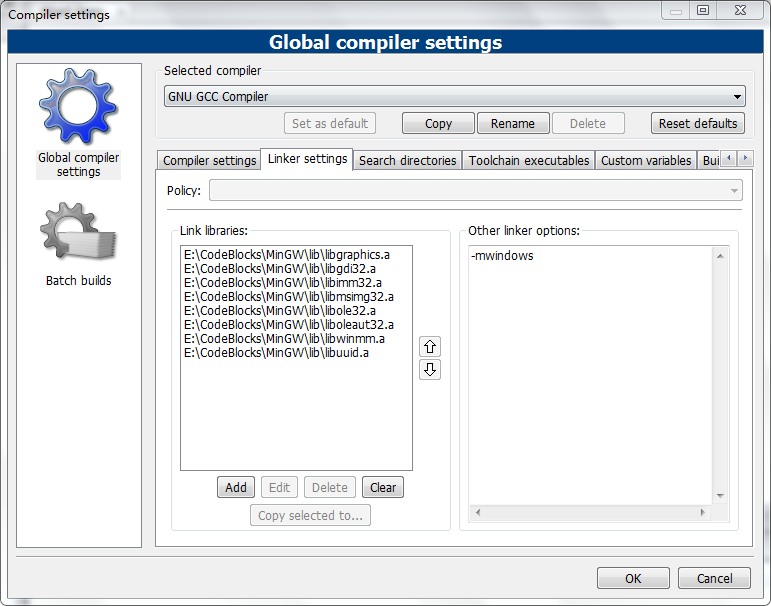 Compiler settings
Global compiler settings
Global compiler
settings
Batch builds
Selected compiler
GNU GCC Compiler
Set as default
Copy
Rename
Delete
Reset defaults
Compiler settings
Linker settings
Search directories
Toolchain executables
Custom variables
Bui
Policy:
Link libraries:
E:\CodeBlocks\MinGW\lib\libgraphics.a
E:\CodeBlocks\MinGW\lib\libgdi32.a
E:\CodeBlocks\MinGW\lib\libimm32.a
E:\CodeBlocks\MinGW\lib\libmsimg32.a
E:\CodeBlocks\MinGW\lib\libole32.a
E:\CodeBlocks\MinGW\lib\liboleaut32.a
E:\CodeBlocks\MinGW\lib\libwinmm.a
E:\CodeBlocks\MinGW\lib\libuuid.a
Add
Edit
Delete
Clear
Copy selected to...
Other linker options:
-mwindows
OK
Cancel